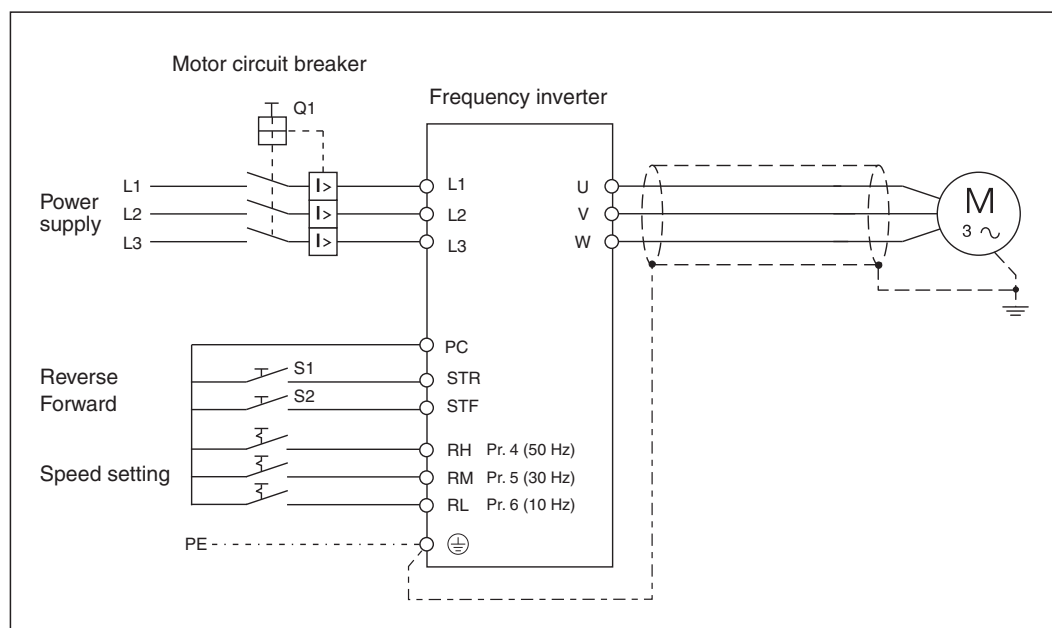 Motor circuit breaker
Q1
Frequency inverter
Power
supply
L1
L2
L3
I>
I>
I>
L1
L2
L3
U
V
W
M
3 ∿
PC
Reverse
Forward
S1
S2
STR
STF
Speed setting
RH Pr. 4 (50 Hz)
RM Pr. 5 (30 Hz)
RL Pr. 6 (10 Hz)
PE